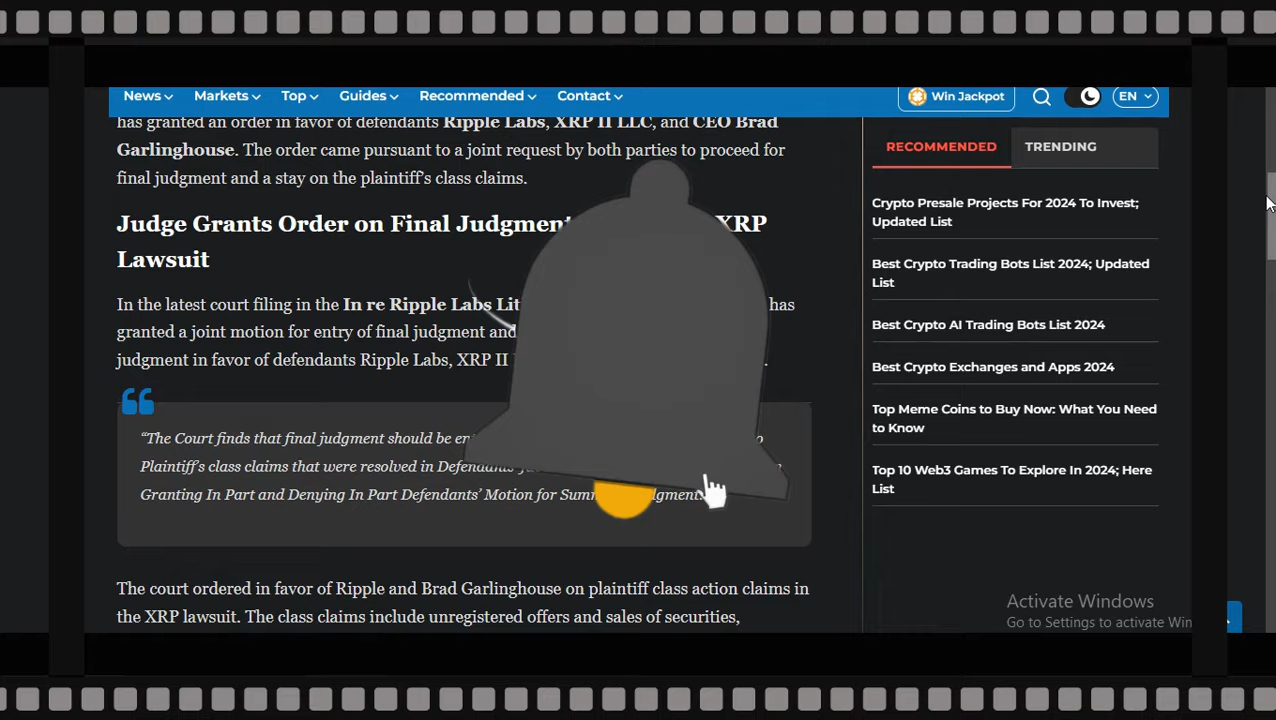 News Markets Top Guides Recommended Contact Win Jackpot EN
has granted an order in favor of defendants Ripple Labs, XRP II LLC, and CEO Brad
Garlinghouse. The order came pursuant to a joint request by both parties to proceed for
final judgment and a stay on the plaintiff's class claims.
Judge Grants Order on Final Judgment XRP
Lawsuit
In the latest court filing in the In re Ripple Labs has
granted a joint motion for entry of final judgment and
judgment in favor of defendants Ripple Labs, XRP II
“The Court finds that final judgment should be
Plaintiff's class claims that were resolved in Defendants'
Granting In Part and Denying In Part Defendants' Motion for
The court ordered in favor of Ripple and Brad Garlinghouse on plaintiff class action claims in
the XRP lawsuit. The class claims include unregistered offers and sales of securities,
RECOMMENDED TRENDING
Crypto Presale Projects For 2024 To Invest;
Updated List
Best Crypto Trading Bots List 2024; Updated
List
Best Crypto AI Trading Bots List 2024
Best Crypto Exchanges and Apps 2024
Top Meme Coins to Buy Now: What You Need
to Know
Top 10 Web3 Games To Explore In 2024; Here
List
Activate Windows
Go to Settings to activate